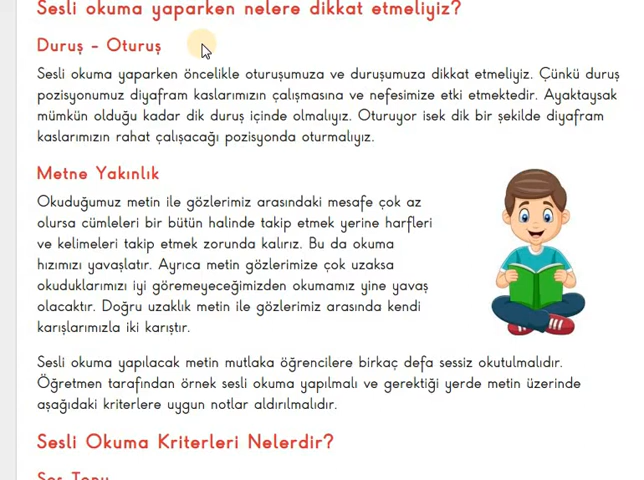 Sesli okuma yaparken nelere dikkat etmeliyiz?
Duruş - Oturuş
Sesli okuma yaparken öncelikle oturuşumuza ve duruşumuza dikkat etmeliyiz. Çünkü duruş
pozisyonumuz diyafram kaslarımızın çalışmasına ve nefesimize etki etmektedir. Ayaktaysak
mümkün olduğu kadar dik duruş içinde olmalıyız. Oturuyor isek dik bir şekilde diyafram
kaslarımızın rahat çalışacağı pozisyonda oturmalıyız.
Metne Yakınlık
Okuduğumuz metin ile gözlerimiz arasındaki mesafe çok az
olursa cümleleri bir bütün halinde takip etmek yerine harfleri
ve kelimeleri takip etmek zorunda kalırız. Bu da okuma
hızımızı yavaşlatır. Ayrıca metin gözlerimize çok uzaksa
okuduklarımızı iyi göremeyeceğimizden okumamız yine yavaş
olacaktır. Doğru uzaklık metin ile gözlerimiz arasında kendi
karışlarımızla iki karıştır.
Sesli okuma yapılacak metin mutlaka öğrencilere birkaç defa sessiz okutulmalıdır.
Öğretmen tarafından örnek sesli okuma yapılmalı ve gerektiği yerde metin üzerinde
aşağıdaki kriterlere uygun notlar aldırılmalıdır.
Sesli Okuma Kriterleri Nelerdir?
Ses Tonu